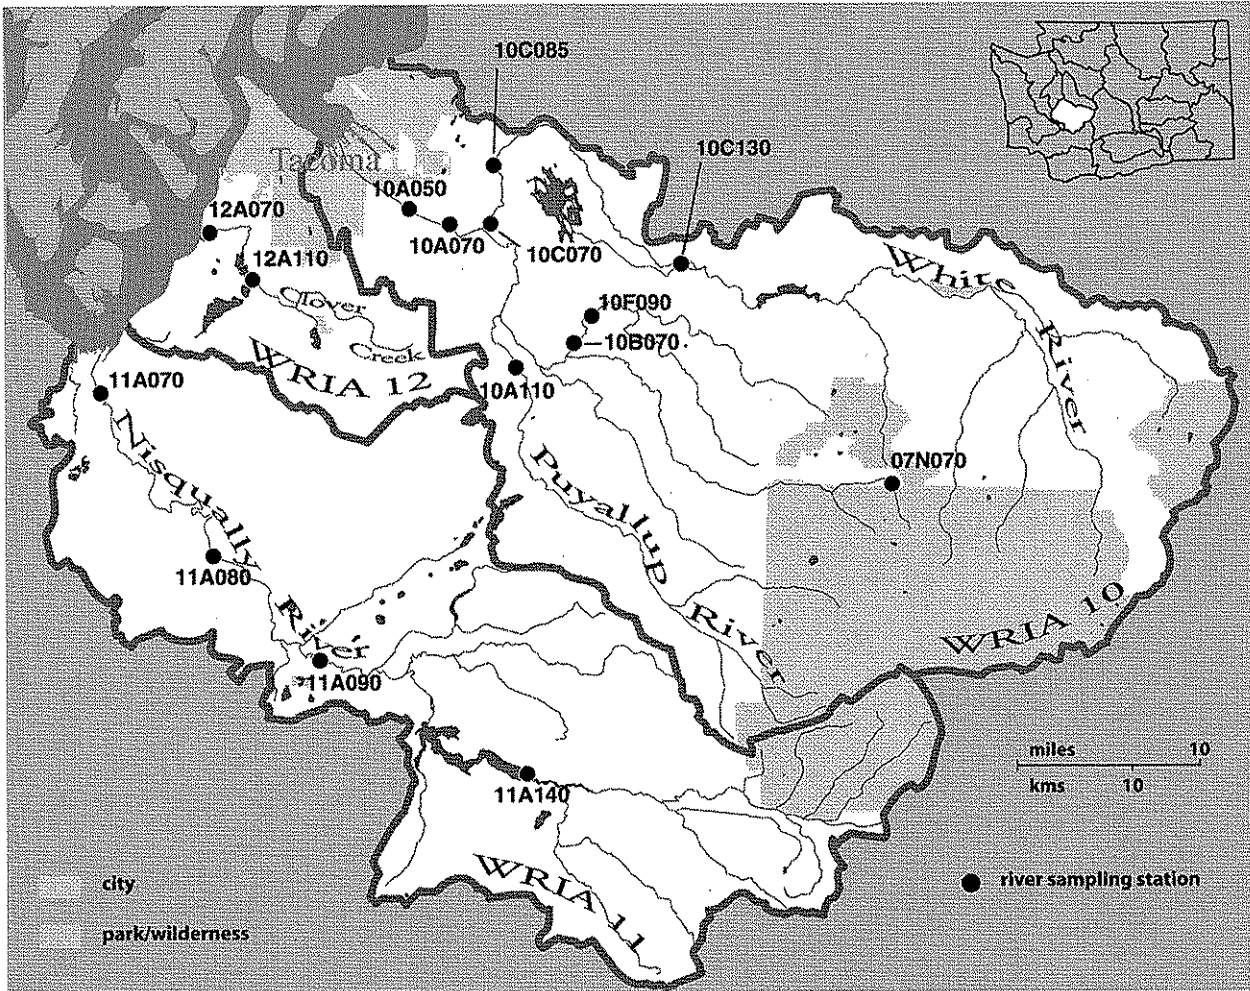 10C085
10C130
Tacoma
10A050
12A070
10A070
10C070
12A110
White River
Clover Creek
10F090
10B070
WRIA 12
10A110
11A070
Nisqually River
Puyallup River
07N070
11A080
WRIA 10
11A090
miles 10
kms 10
11A140
WRIA 11
city
river sampling station
park/wilderness